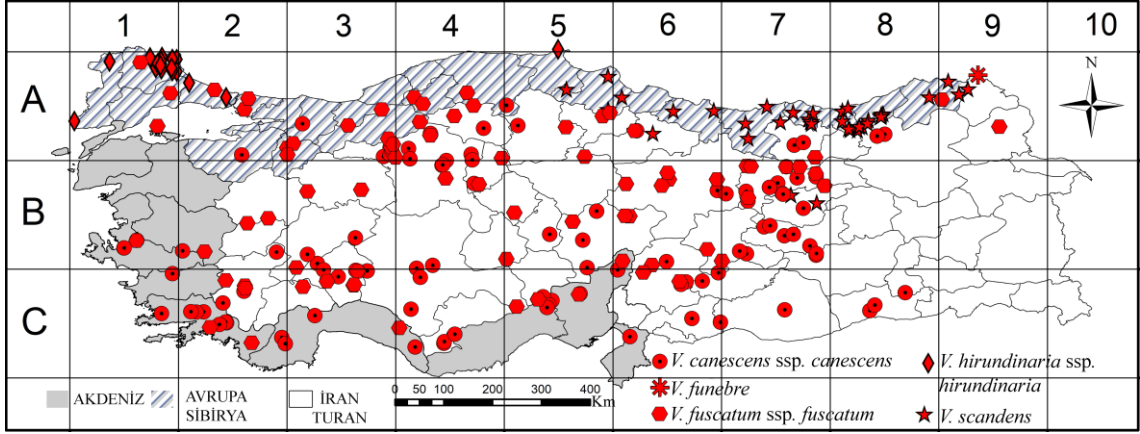 1 2 3 4 5 6 7 8 9 10
N
A
B
C
V. canescens ssp. canescens
V. hirundinaria ssp.
hirundinaria
V. funebre
V. fuscatum ssp. fuscatum
V. scandens
AKDENİZ
AVRUPA
SİBİRYA
İRAN
TURAN
0 50 100 200 300 400
Km